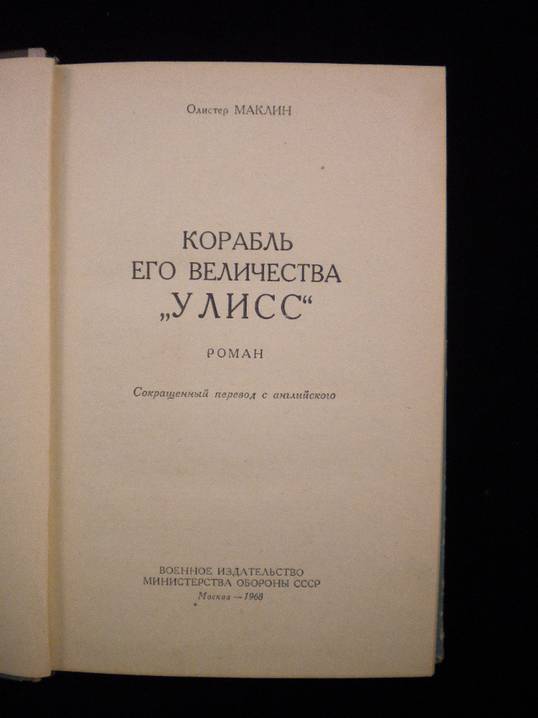 Олистер МАКЛИН
КОРАБЛЬ
ЕГО ВЕЛИЧЕСТВА
„УЛИСС“
РОМАН
Сокращенный перевод с английского
ВОЕННОЕ ИЗДАТЕЛЬСТВО
МИНИСТЕРСТВА ОБОРОНЫ СССР
Москва — 1968